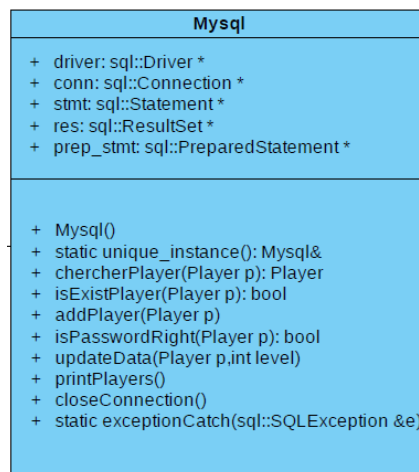 Mysql
+ driver: sql::Driver *
+ conn: sql::Connection *
+ stmt: sql::Statement *
+ res: sql::ResultSet *
+ prep_stmt: sql::PreparedStatement *
+ Mysql()
+ static unique_instance(): Mysql&
+ chercherPlayer(Player p): Player
+ isExistPlayer(Player p): bool
+ addPlayer(Player p)
+ isPasswordRight(Player p): bool
+ updateData(Player p,int level)
+ printPlayers()
+ closeConnection()
+ static exceptionCatch(sql::SQLException &e)